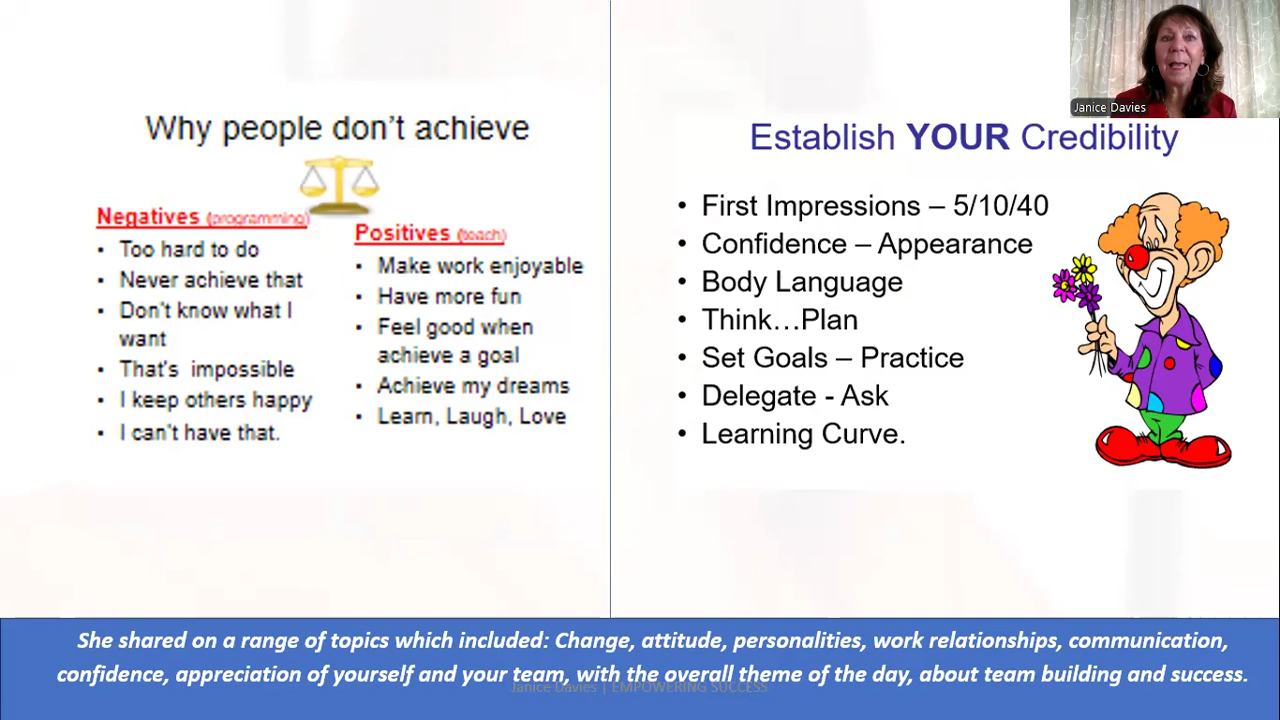 Why people don't achieve
Negatives (programming)
• Too hard to do
• Never achieve that
• Don't know what I
want
• That's impossible
• I keep others happy
• I can't have that.
Positives (teach)
• Make work enjoyable
• Have more fun
• Feel good when
achieve a goal
• Achieve my dreams
• Learn, Laugh, Love
Janice Davies
Establish YOUR Credibility
• First Impressions – 5/10/40
• Confidence – Appearance
• Body Language
• Think…Plan
• Set Goals – Practice
• Delegate - Ask
• Learning Curve.
She shared on a range of topics which included: Change, attitude, personalities, work relationships, communication,
confidence, appreciation of yourself and your team, with the overall theme of the day, about team building and success.
Janice Davies | EMPOWERING SUCCESS